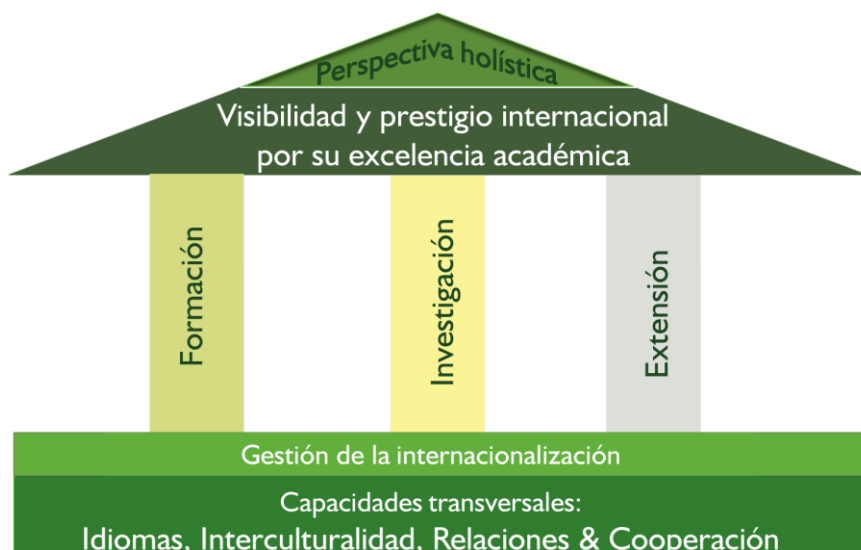 Perspectiva holística
Visibilidad y prestigio internacional
por su excelencia académica
Formación
Investigación
Extensión
Gestión de la internacionalización
Capacidades transversales:
Idiomas, Interculturalidad, Relaciones & Cooperación